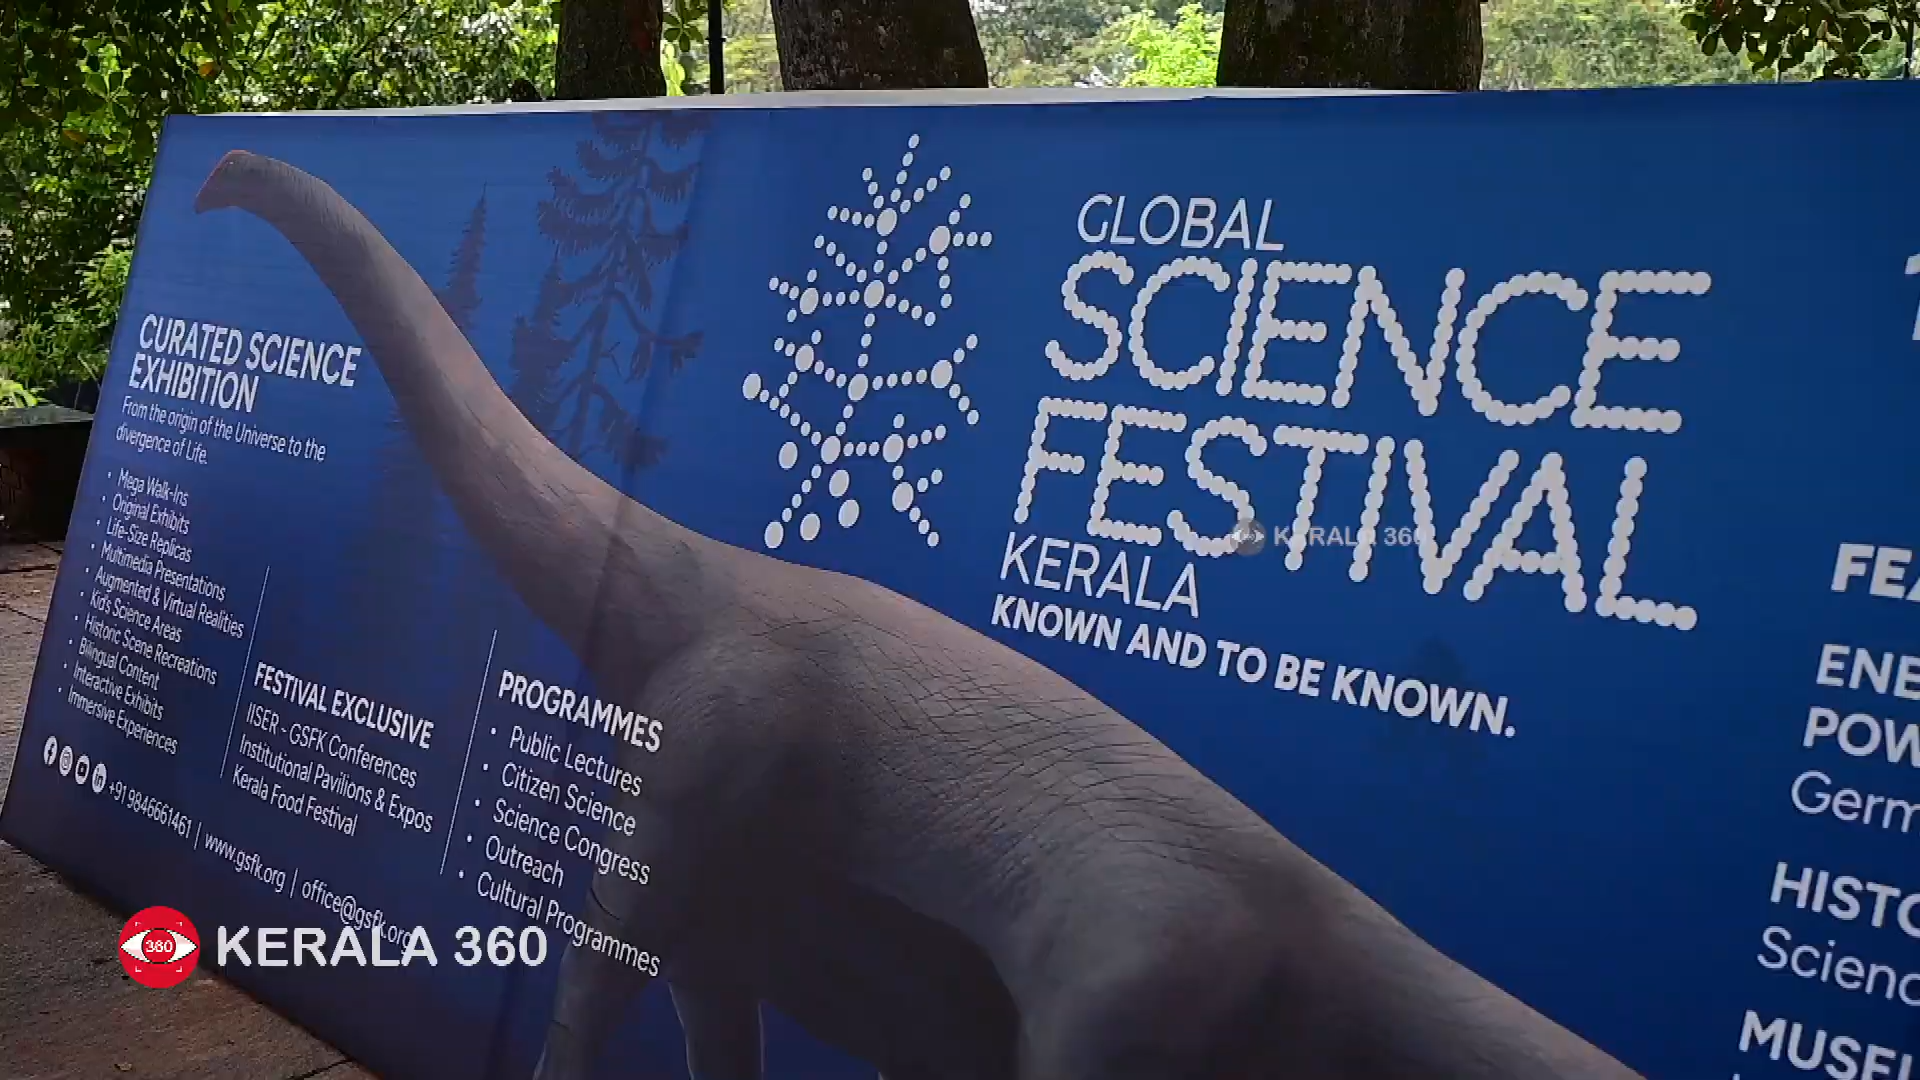 GLOBAL
SCIENCE
FESTIVAL
KERALA
KNOWN AND TO BE KNOWN.
CURATED SCIENCE
EXHIBITION
From the origin of the Universe to the
divergence of Life.
• Mega Walk-Ins
• Original Exhibits
• Life-Size Replicas
• Multimedia Presentations
• Augmented & Virtual Realities
• Kid's Science Areas
• Historic Scene Recreations
• Bilingual Content
• Interactive Exhibits
• Immersive Experiences
FESTIVAL EXCLUSIVE
IISER - GSFK Conferences
Institutional Pavilions & Expos
Kerala Food Festival
PROGRAMMES
• Public Lectures
• Citizen Science
• Science Congress
• Outreach
• Cultural Programmes
+91 9846661461 | www.gsfk.org | office@gsfk.org
KERALA 360
360 KERALA 360
FEA
ENE
POW
Germ
HISTO
Scienc
MUSEU